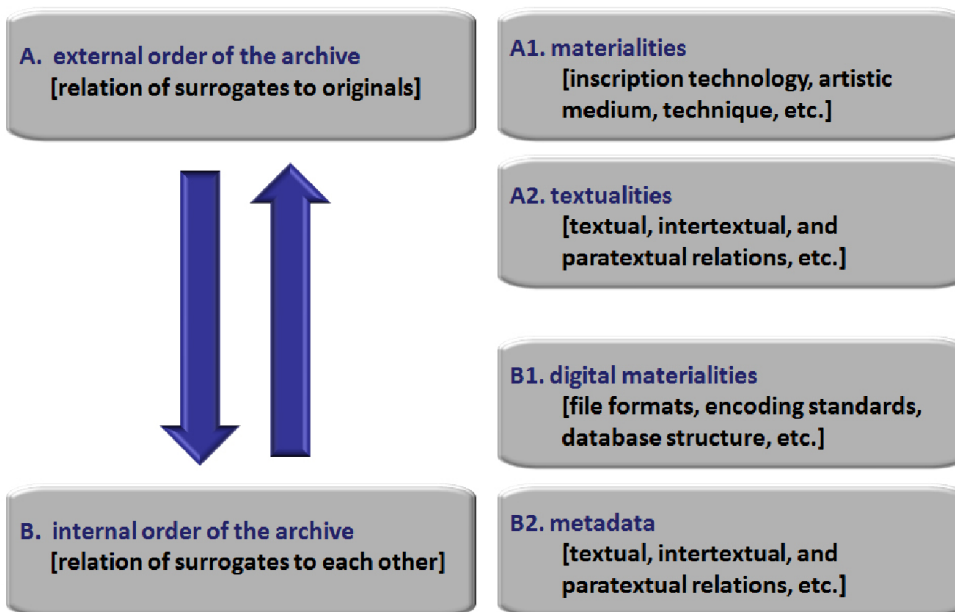 A. external order of the archive
[relation of surrogates to originals]
A1. materialities
[inscription technology, artistic
medium, technique, etc.]
A2. textualities
[textual, intertextual, and
paratextual relations, etc.]
B1. digital materialities
[file formats, encoding standards,
database structure, etc.]
B. internal order of the archive
[relation of surrogates to each other]
B2. metadata
[textual, intertextual, and
paratextual relations, etc.]